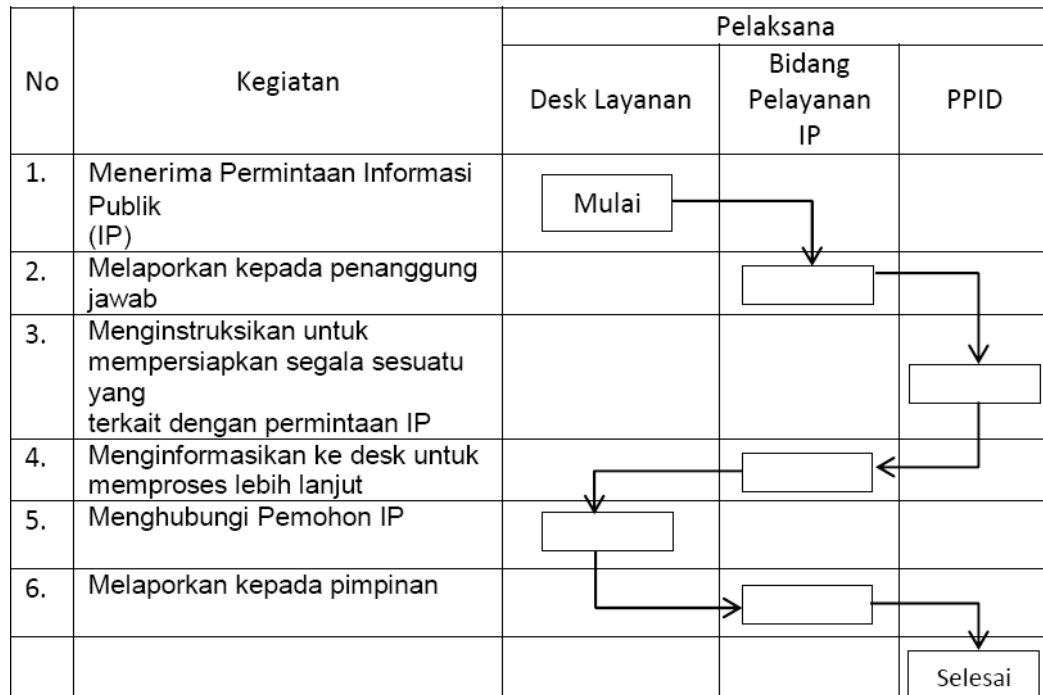 No
Kegiatan
Pelaksana
Desk Layanan
Bidang
Pelayanan
IP
PPID
1.
Menerima Permintaan Informasi
Publik
(IP)
Mulai
2.
Melaporkan kepada penanggung
jawab
3.
Menginstruksikan untuk
mempersiapkan segala sesuatu
yang
terkait dengan permintaan IP
4.
Menginformasikan ke desk untuk
memproses lebih lanjut
5.
Menghubungi Pemohon IP
6.
Melaporkan kepada pimpinan
Selesai